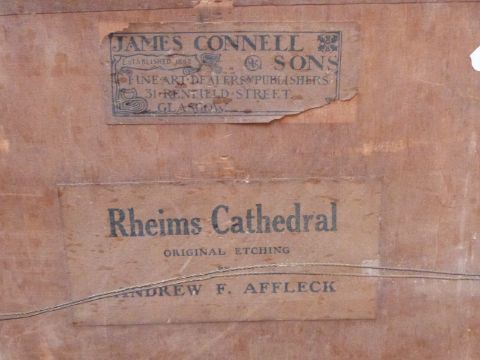 JAMES CONNELL
ESTABLISHED 1862 & SONS
FINE ART DEALERS & PUBLISHERS
31 RENFIELD STREET
GLASGOW
Rheims Cathedral
ORIGINAL ETCHING
BY
ANDREW F. AFFLECK